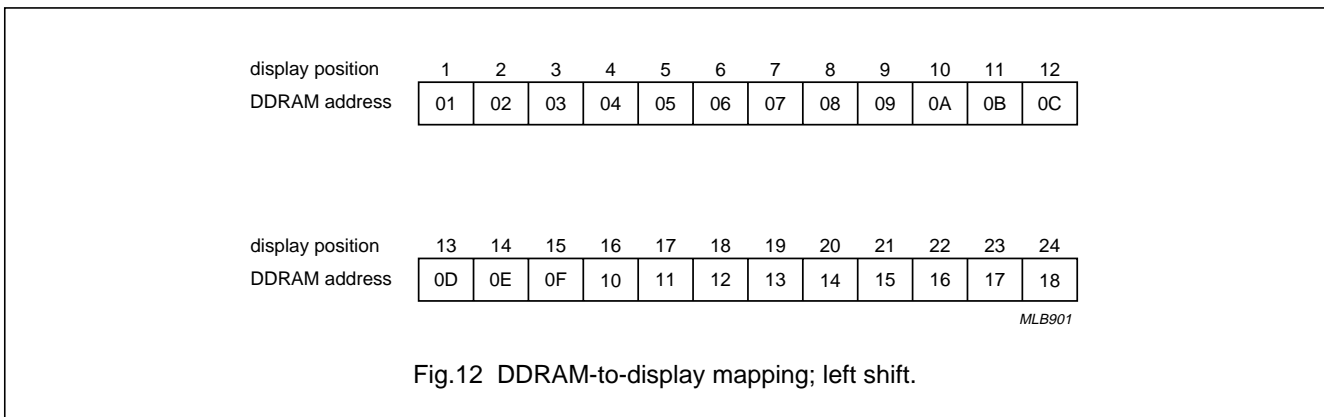 display position 1 2 3 4 5 6 7 8 9 10 11 12
DDRAM address 01 02 03 04 05 06 07 08 09 0A 0B 0C
display position 13 14 15 16 17 18 19 20 21 22 23 24
DDRAM address 0D 0E 0F 10 11 12 13 14 15 16 17 18
MLB901
Fig.12 DDRAM-to-display mapping; left shift.